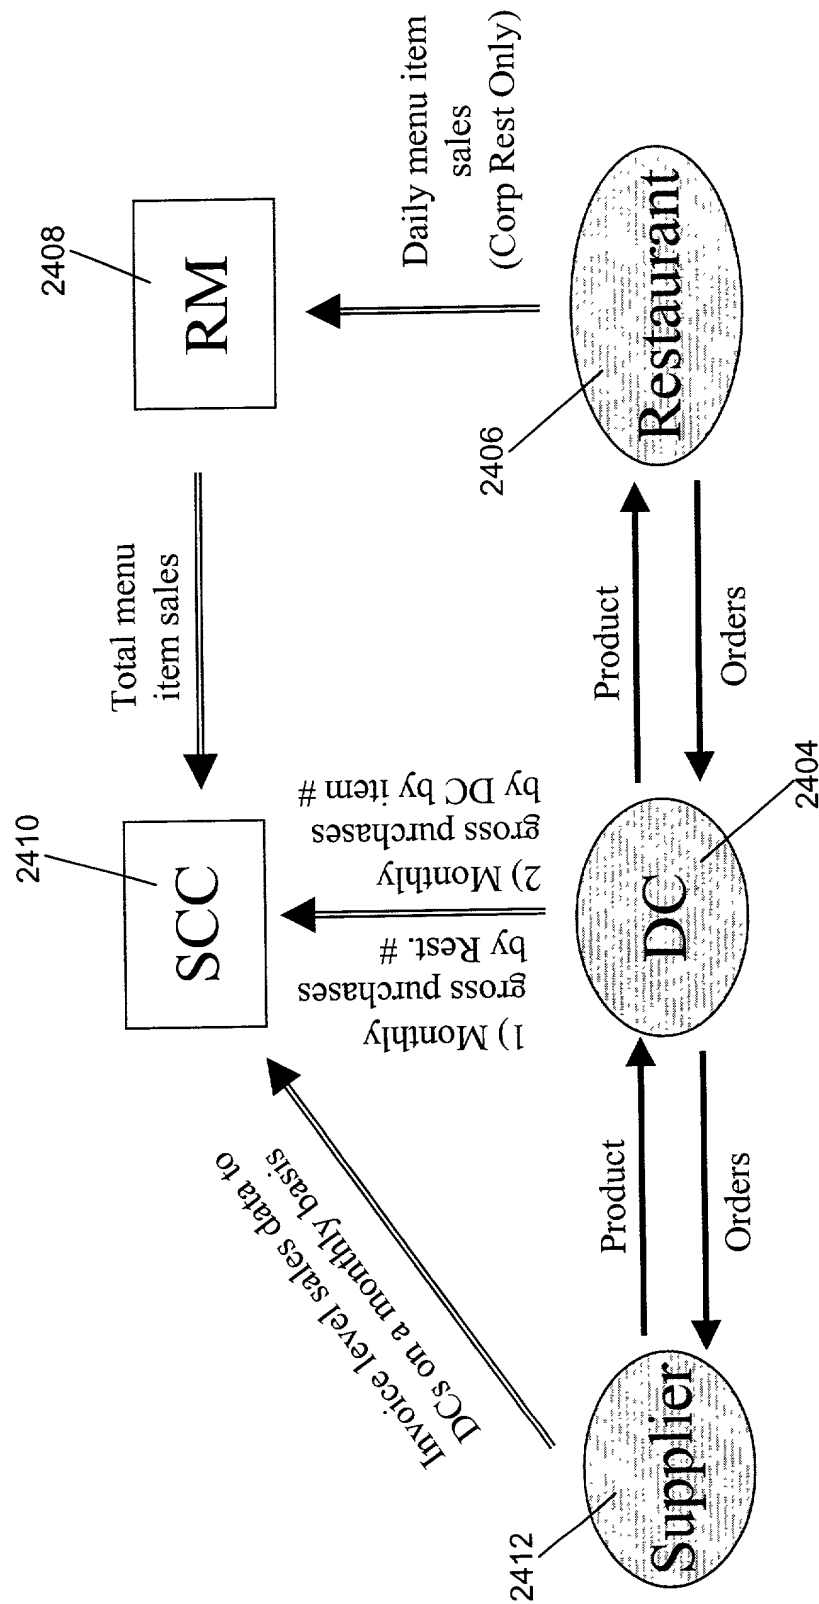 2408
RM
Daily menu item
sales
(Corp Rest Only)
Total menu
item sales
2410
SCC
Invoice level sales data to
DCs on a monthly basis
1) Monthly
gross purchases
by Rest. #
2) Monthly
gross purchases
by DC by item #
2412
Supplier
Product
Orders
DC
2404
Product
Orders
2406
Restaurant